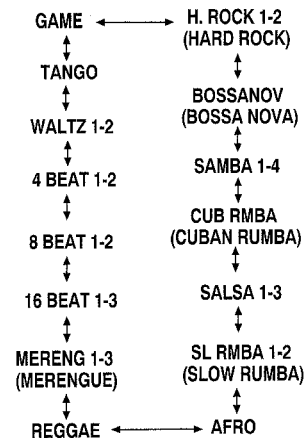 GAME
TANGO
WALTZ 1-2
4 BEAT 1-2
8 BEAT 1-2
16 BEAT 1-3
MERENG 1-3
(MERENGUE)
REGGAE
H. ROCK 1-2
(HARD ROCK)
BOSSANOV
(BOSSA NOVA)
SAMBA 1-4
CUB RMBA
(CUBAN RUMBA)
SALSA 1-3
SL RMBA 1-2
(SLOW RUMBA)
AFRO